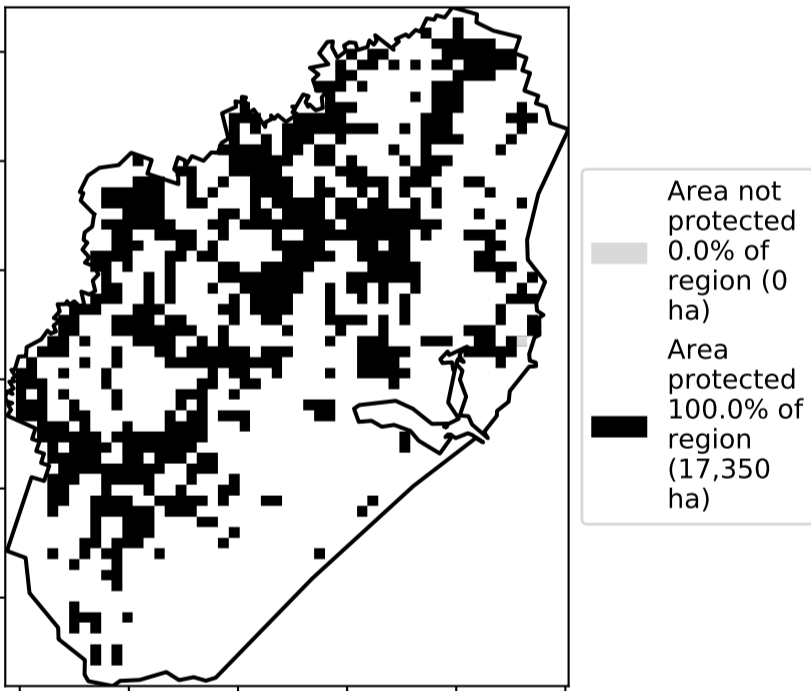 Area not
protected
0.0% of
region (0
ha)
Area
protected
100.0% of
region
(17,350
ha)